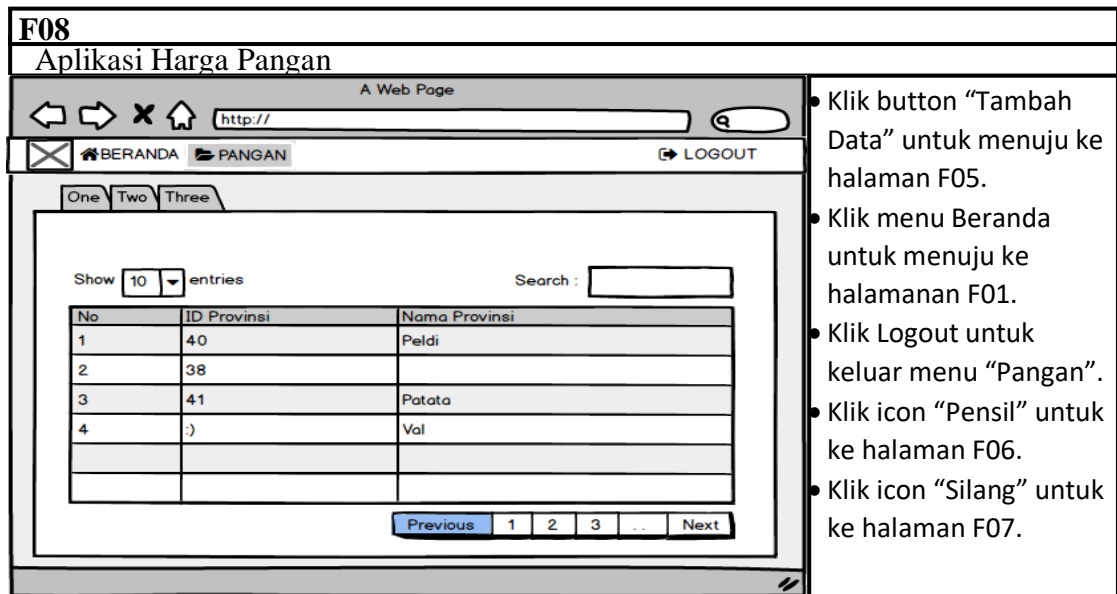 F08
Aplikasi Harga Pangan
A Web Page
http://
BERANDA PANGAN LOGOUT
One Two Three
Show 10 entries Search :
No ID Provinsi Nama Provinsi
1 40 Peldi
2 38
3 41 Patata
4 :) Val
Previous 1 2 3 .. Next
• Klik button “Tambah
Data” untuk menuju ke
halaman F05.
• Klik menu Beranda
untuk menuju ke
halamanan F01.
• Klik Logout untuk
keluar menu “Pangan”.
• Klik icon “Pensil” untuk
ke halaman F06.
• Klik icon “Silang” untuk
ke halaman F07.